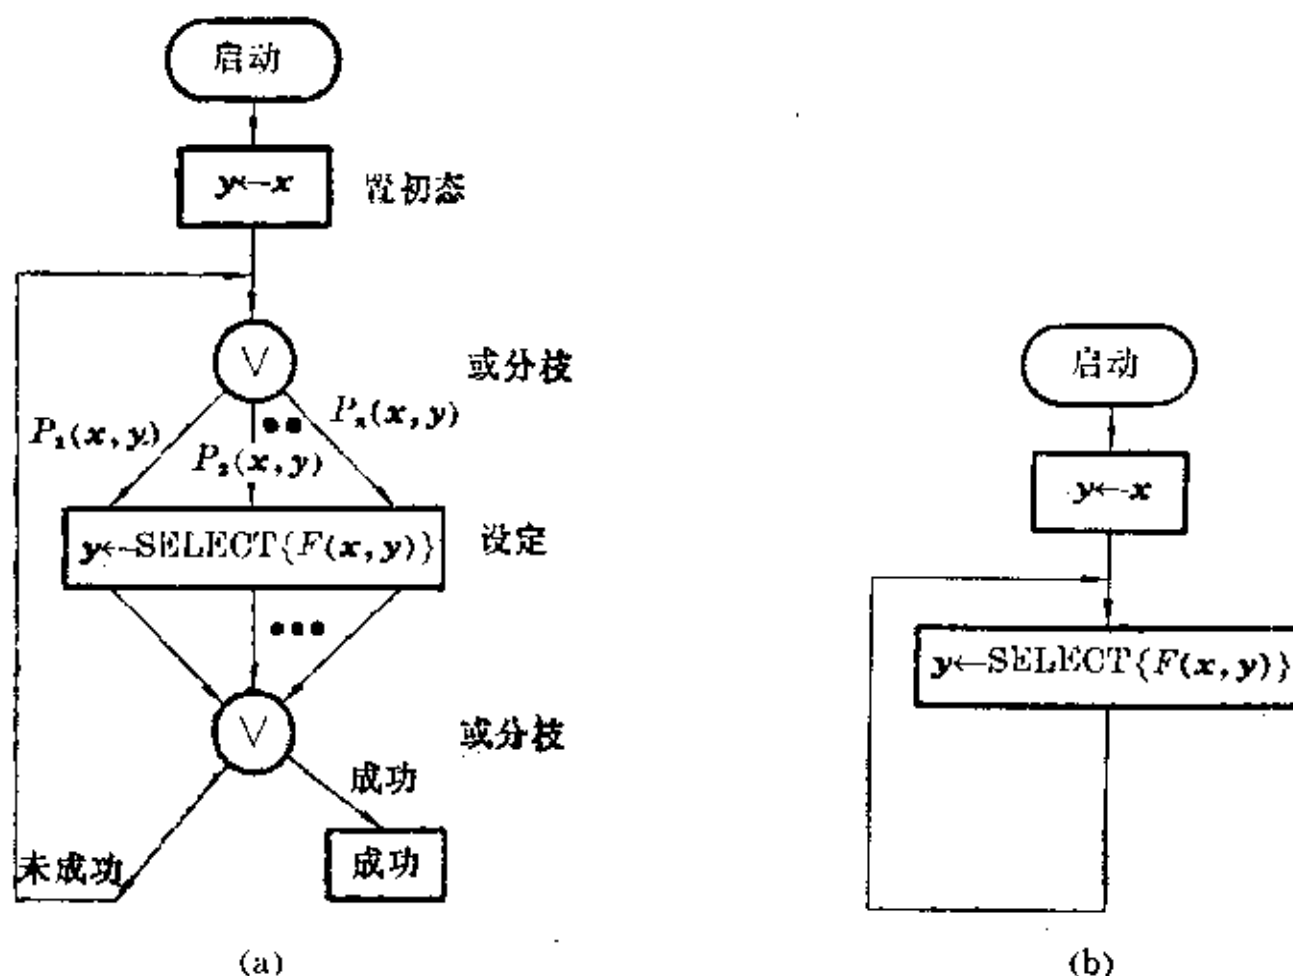 启动
y←x 置初态
∨ 或分枝
P₁(x,y) P₂(x,y) Pₙ(x,y)
y←SELECT{F(x,y)} 设定
∨ 或分枝
成功
未成功 成功
(a)
启动
y←x
y←SELECT{F(x,y)}
(b)